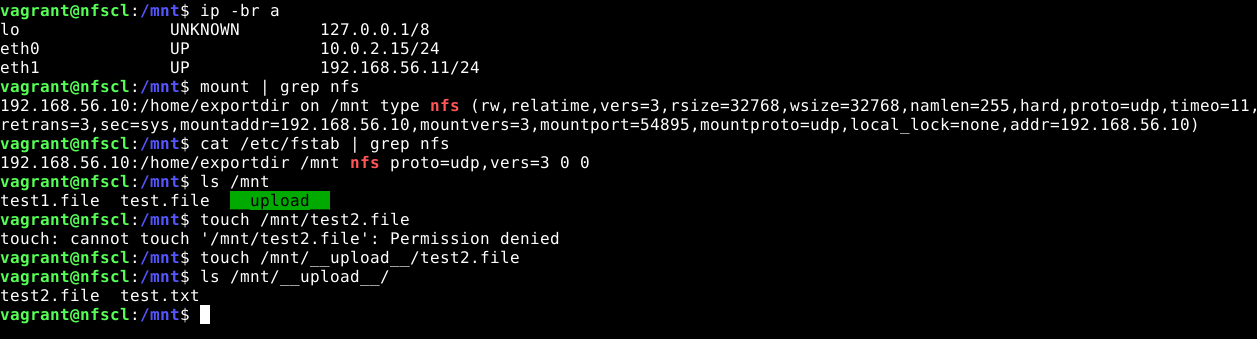 vagrant@nfscl:/mnt$ ip -br a
lo               UNKNOWN        127.0.0.1/8
eth0             UP             10.0.2.15/24
eth1             UP             192.168.56.11/24
vagrant@nfscl:/mnt$ mount | grep nfs
192.168.56.10:/home/exportdir on /mnt type nfs (rw,relatime,vers=3,rsize=32768,wsize=32768,namlen=255,hard,proto=udp,timeo=11,
retrans=3,sec=sys,mountaddr=192.168.56.10,mountvers=3,mountport=54895,mountproto=udp,local_lock=none,addr=192.168.56.10)
vagrant@nfscl:/mnt$ cat /etc/fstab | grep nfs
192.168.56.10:/home/exportdir /mnt nfs proto=udp,vers=3 0 0
vagrant@nfscl:/mnt$ ls /mnt
test1.file  test.file  upload
vagrant@nfscl:/mnt$ touch /mnt/test2.file
touch: cannot touch '/mnt/test2.file': Permission denied
vagrant@nfscl:/mnt$ touch /mnt/__upload__/test2.file
vagrant@nfscl:/mnt$ ls /mnt/__upload__/
test2.file  test.txt
vagrant@nfscl:/mnt$